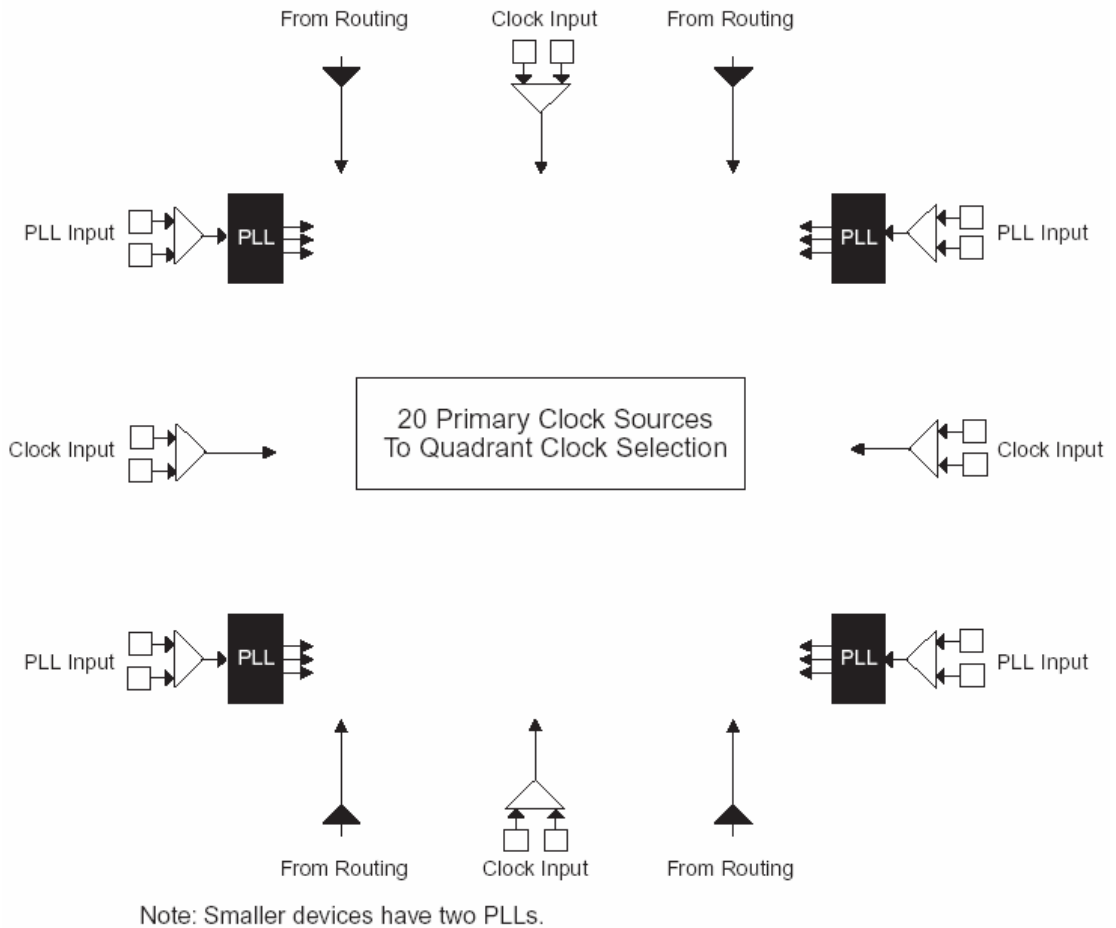 From Routing
Clock Input
From Routing
PLL Input
PLL
PLL
PLL Input
20 Primary Clock Sources
To Quadrant Clock Selection
Clock Input
Clock Input
PLL Input
PLL
PLL
PLL Input
From Routing
Clock Input
From Routing
Note: Smaller devices have two PLLs.